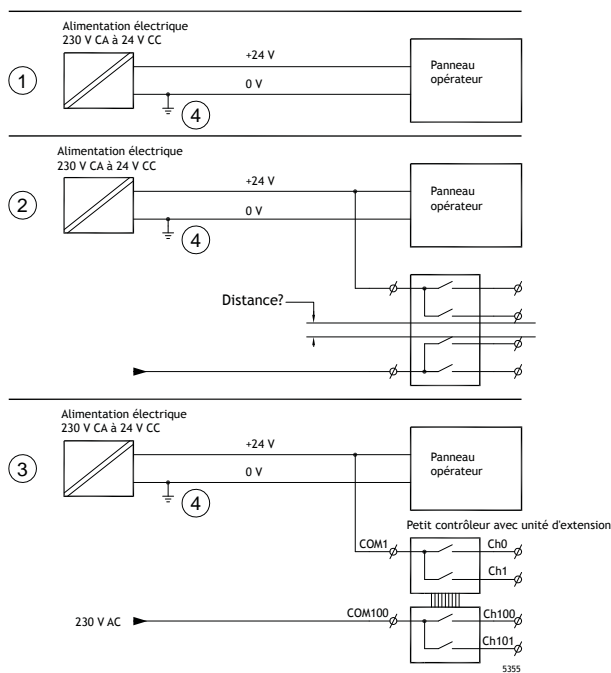 Alimentation électrique
230 V CA à 24 V CC
+24 V
0 V
Panneau
opérateur
1
4
Alimentation électrique
230 V CA à 24 V CC
+24 V
0 V
Panneau
opérateur
2
4
Distance?
Alimentation électrique
230 V CA à 24 V CC
+24 V
0 V
Panneau
opérateur
3
4
Petit contrôleur avec unité d'extension
COM1
Ch0
Ch1
230 V AC
COM100
Ch100
Ch101
5355